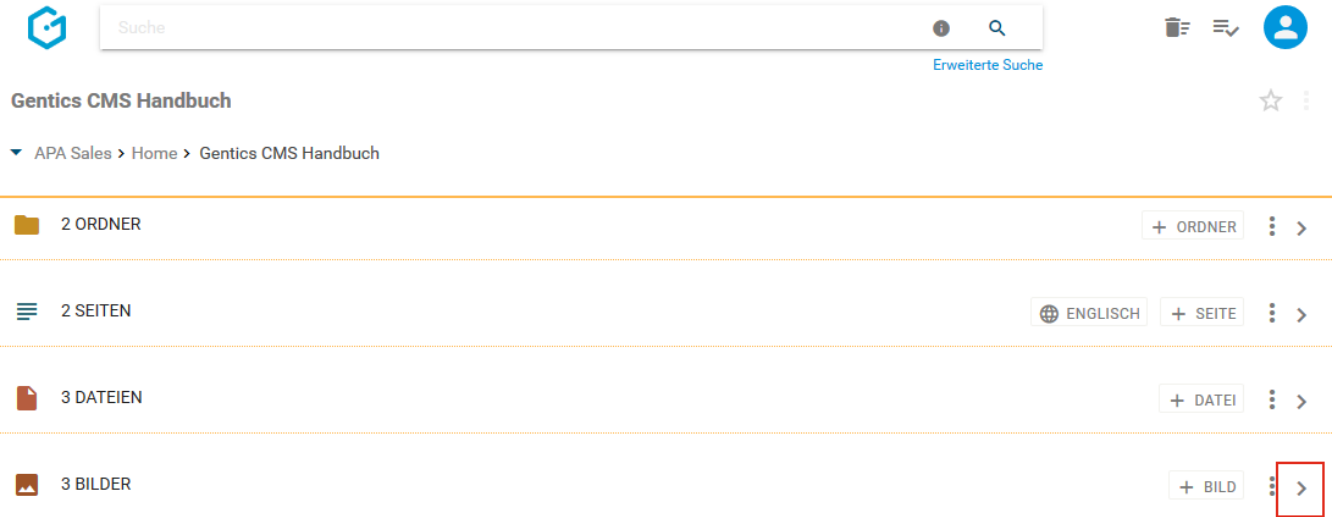 Suche
Erweiterte Suche
Gentics CMS Handbuch
APA Sales > Home > Gentics CMS Handbuch
2 ORDNER + ORDNER
2 SEITEN ENGLISCH + SEITE
3 DATEIEN + DATEI
3 BILDER + BILD